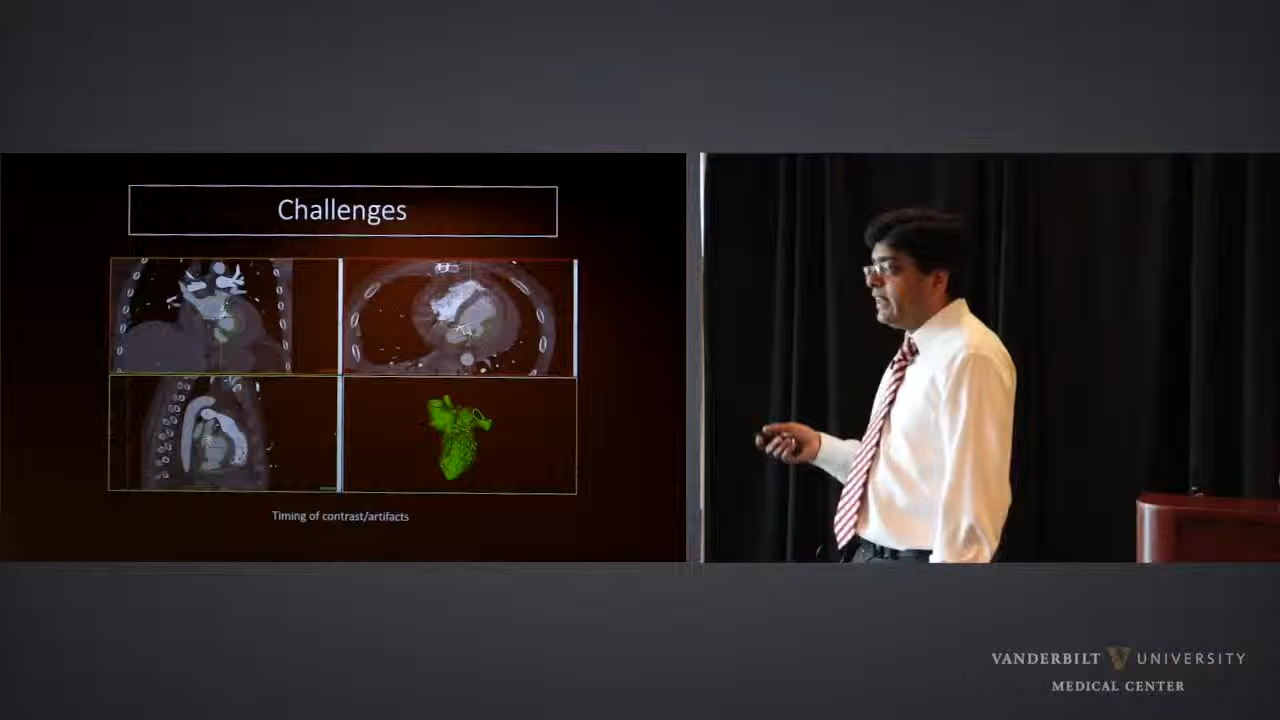 Challenges
Timing of contrast/artifacts
VANDERBILT UNIVERSITY
MEDICAL CENTER